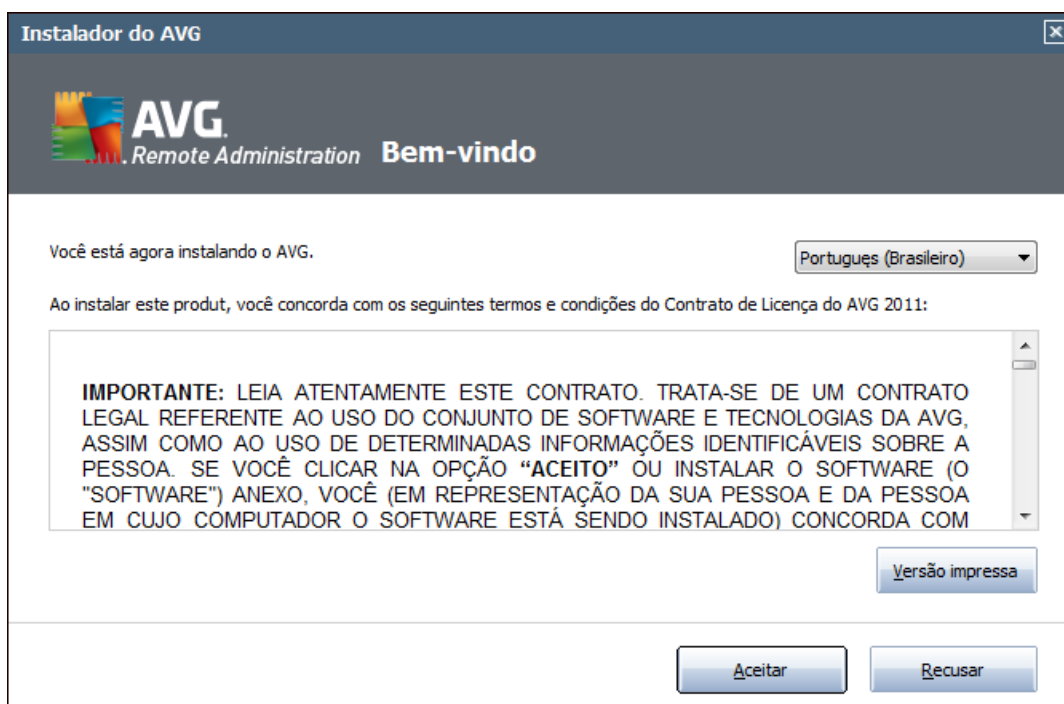 Instalador do AVG
AVG.
Remote Administration Bem-vindo
Você está agora instalando o AVG.
Portuguęs (Brasileiro)
Ao instalar este produt, você concorda com os seguintes termos e condições do Contrato de Licença do AVG 2011:
IMPORTANTE: LEIA ATENTAMENTE ESTE CONTRATO. TRATA-SE DE UM CONTRATO
LEGAL REFERENTE AO USO DO CONJUNTO DE SOFTWARE E TECNOLOGIAS DA AVG,
ASSIM COMO AO USO DE DETERMINADAS INFORMAÇÕES IDENTIFICÁVEIS SOBRE A
PESSOA. SE VOCÊ CLICAR NA OPÇÃO “ACEITO” OU INSTALAR O SOFTWARE (O
"SOFTWARE") ANEXO, VOCÊ (EM REPRESENTAÇÃO DA SUA PESSOA E DA PESSOA
EM CUJO COMPUTADOR O SOFTWARE ESTÁ SENDO INSTALADO) CONCORDA COM
Versão impressa
Aceitar
Recusar